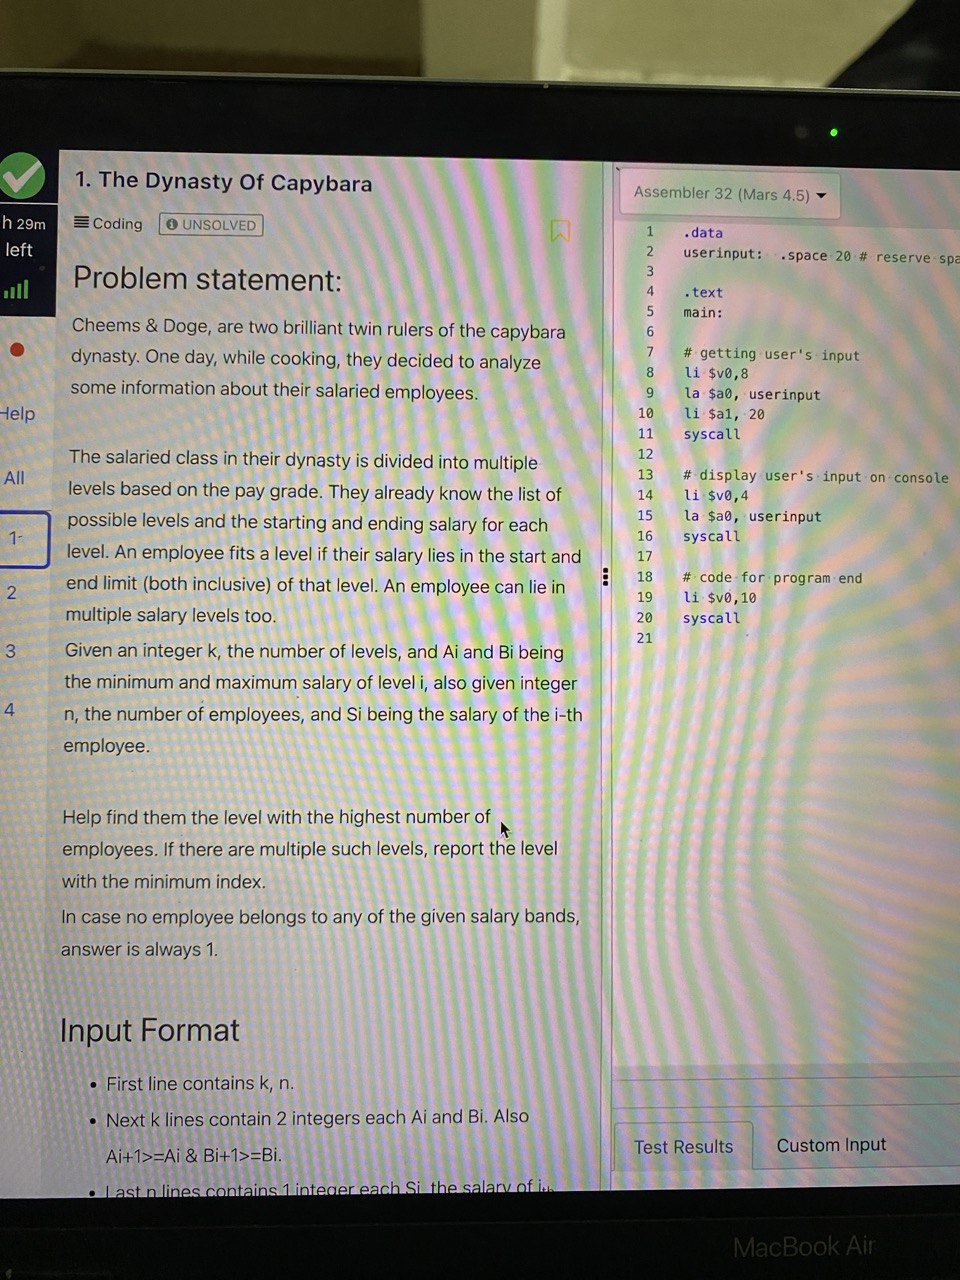 1. The Dynasty Of Capybara
Coding
UNSOLVED
Problem statement:
Cheems & Doge, are two brilliant twin rulers of the capybara
dynasty. One day, while cooking, they decided to analyze
some information about their salaried employees.
The salaried class in their dynasty is divided into multiple
levels based on the pay grade. They already know the list of
possible levels and the starting and ending salary for each
level. An employee fits a level if their salary lies in the start and
end limit (both inclusive) of that level. An employee can lie in
multiple salary levels too.
Given an integer k, the number of levels, and Ai and Bi being
the minimum and maximum salary of level i, also given integer
n, the number of employees, and Si being the salary of the i-th
employee.
Help find them the level with the highest number of
employees. If there are multiple such levels, report the level
with the minimum index.
In case no employee belongs to any of the given salary bands,
answer is always 1.
Input Format
• First line contains k, n.
• Next k lines contain 2 integers each Ai and Bi. Also
Ai+1>=Ai & Bi+1>=Bi.
• Last n lines contains 1 integer each Si, the salary of i
h 29m
left
Help
All
1
2
3
4
Assembler 32 (Mars 4.5)
1 .data
2 userinput: .space 20 # reserve spa
3
4 .text
5 main:
6
7 # getting user's input
8 li $v0,8
9 la $a0, userinput
10 li $a1, 20
11 syscall
12
13 # display user's input on console
14 li $v0,4
15 la $a0, userinput
16 syscall
17
18 # code for program end
19 li $v0,10
20 syscall
21
Test Results
Custom Input
MacBook Air